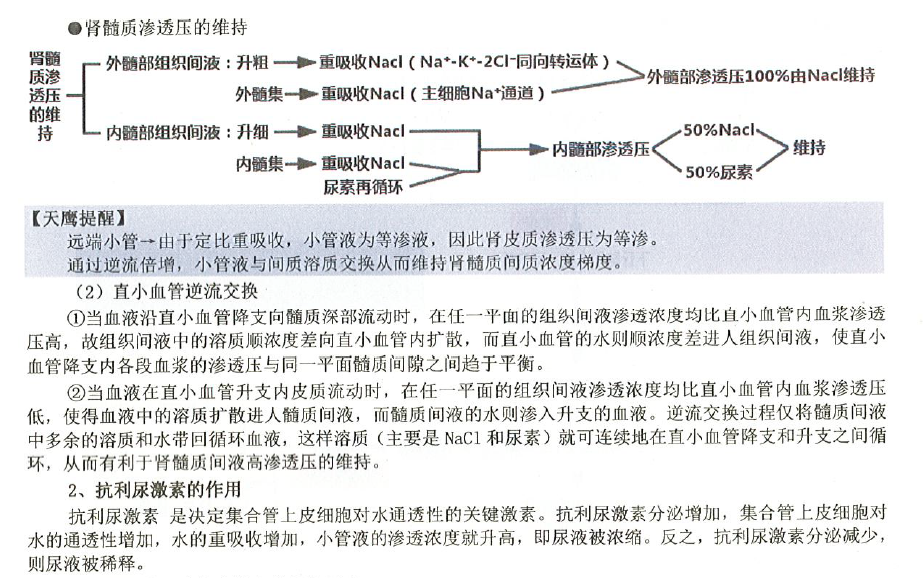 ●肾髓质渗透压的维持
肾髓质渗透压的维持
外髓部组织间液：升粗 重吸收Nacl（Na⁺-K⁺-2Cl⁻同向转运体）
外髓集 重吸收Nacl（主细胞Na⁺通道）
外髓部渗透压100%由Nacl维持
内髓部组织间液：升细 重吸收Nacl
内髓集 重吸收Nacl
尿素再循环
内髓部渗透压
50%Nacl
50%尿素
维持
【天鹰提醒】
远端小管→由于定比重吸收，小管液为等渗液，因此肾皮质渗透压为等渗。
通过逆流倍增，小管液与间质溶质交换从而维持肾髓质间质浓度梯度。
（2）直小血管逆流交换
①当血液沿直小血管降支向髓质深部流动时，在任一平面的组织间液渗透浓度均比直小血管内血浆渗透
压高，故组织间液中的溶质顺浓度差向直小血管内扩散，而直小血管的水则顺浓度差进人组织间液，使直小
血管降支内各段血浆的渗透压与同一平面髓质间隙之间趋于平衡。
②当血液在直小血管升支内皮质流动时，在任一平面的组织间液渗透浓度均比直小血管内血浆渗透压
低，使得血液中的溶质扩散进人髓质间液，而髓质间液的水则渗入升支的血液。逆流交换过程仅将髓质间液
中多余的溶质和水带回循环血液，这样溶质（主要是 NaCl 和尿素）就可连续地在直小血管降支和升支之间循
环，从而有利于肾髓质间液高渗透压的维持。
2、抗利尿激素的作用
抗利尿激素 是决定集合管上皮细胞对水通透性的关键激素。抗利尿激素分泌增加，集合管上皮细胞对
水的通透性增加，水的重吸收增加，小管液的渗透浓度就升高，即尿液被浓缩。反之，抗利尿激素分泌减少，
则尿液被稀释。